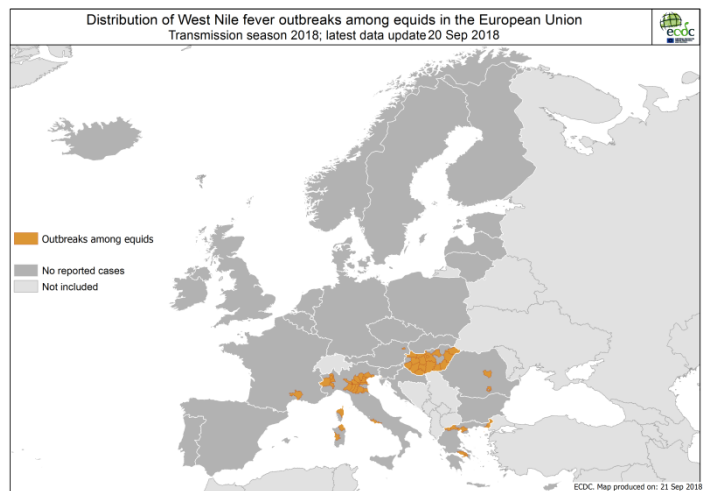 Distribution of West Nile fever outbreaks among equids in the European Union
Transmission season 2018; latest data update 20 Sep 2018
ecdc
Outbreaks among equids
No reported cases
Not included
ECDC. Map produced on: 21 Sep 2018